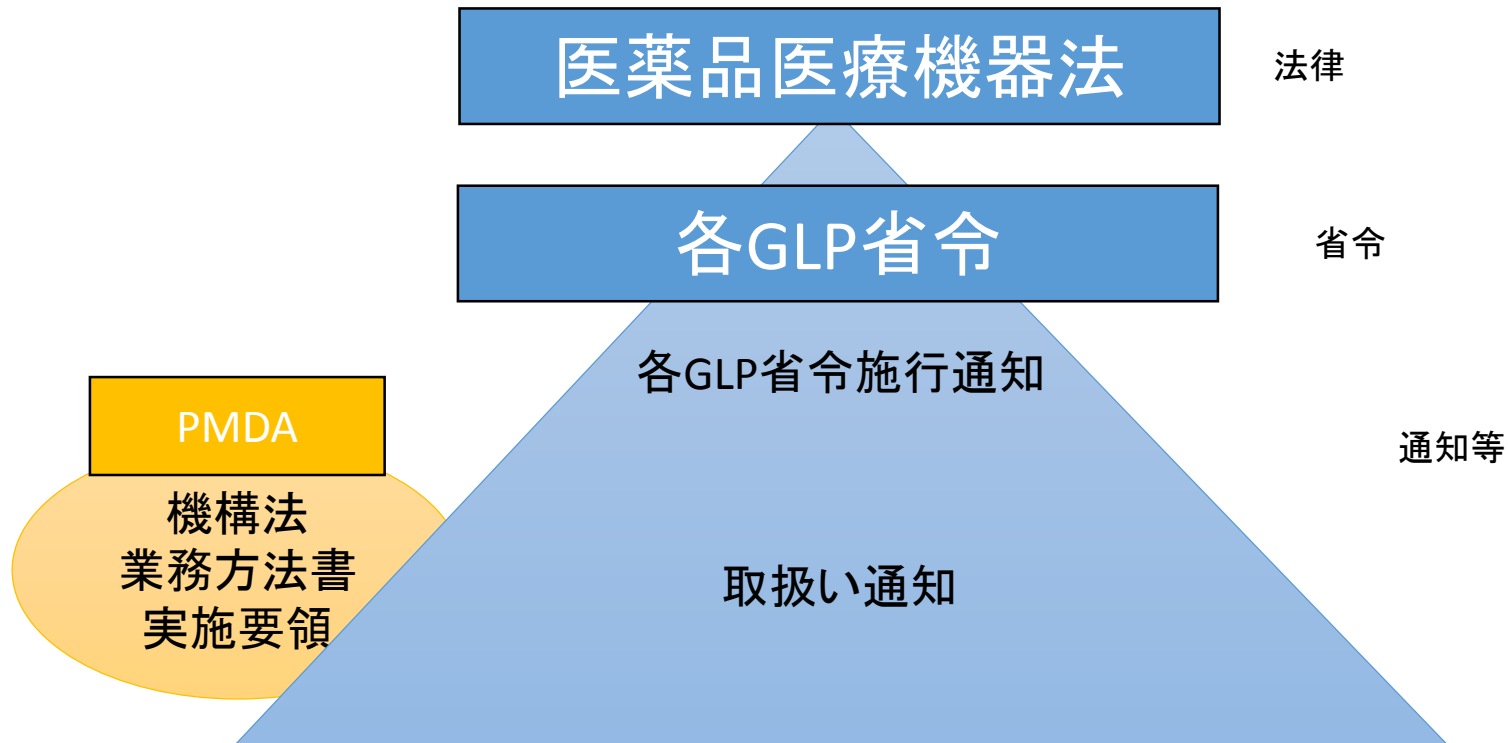 医薬品医療機器法
法律
各GLP省令
省令
各GLP省令施行通知
通知等
PMDA
機構法
業務方法書
実施要領
取扱い通知